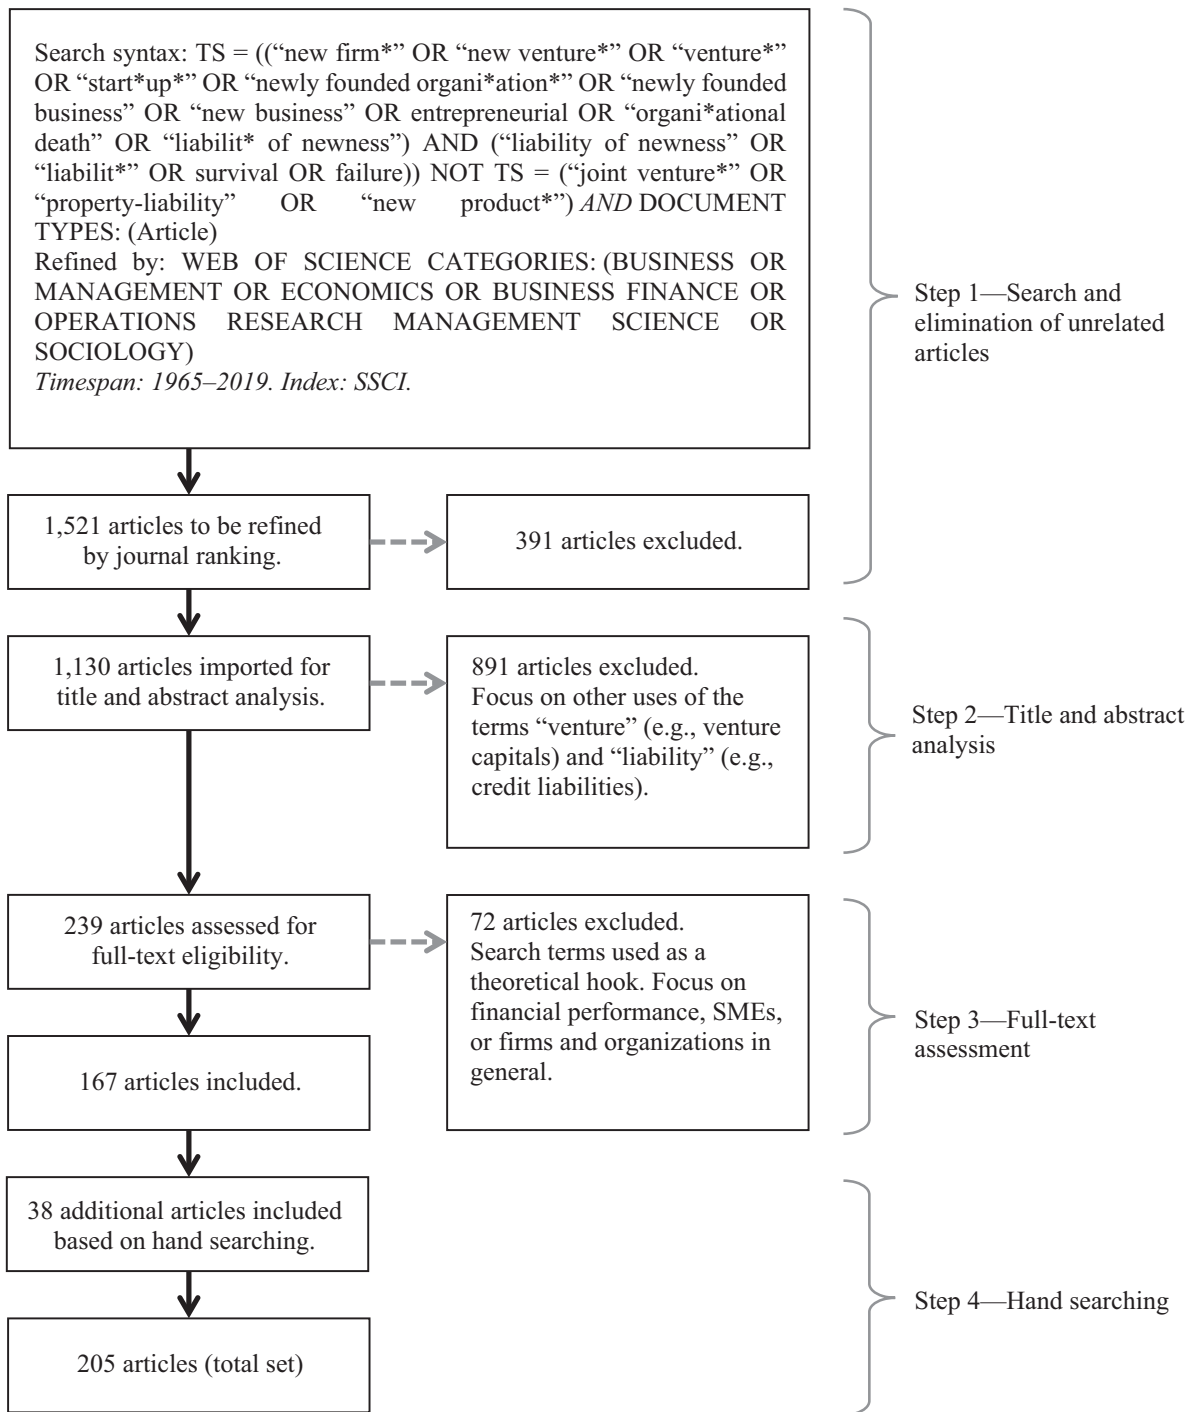 Search syntax: TS = ((“new firm*” OR “new venture*” OR “venture*”
OR “start*up*” OR “newly founded organi*ation*” OR “newly founded
business” OR “new business” OR entrepreneurial OR “organi*ational
death” OR “liabilit* of newness”) AND (“liability of newness” OR
“liabilit*” OR survival OR failure)) NOT TS = (“joint venture*” OR
“property-liability” OR “new product*”) AND DOCUMENT
TYPES: (Article)
Refined by: WEB OF SCIENCE CATEGORIES: (BUSINESS OR
MANAGEMENT OR ECONOMICS OR BUSINESS FINANCE OR
OPERATIONS RESEARCH MANAGEMENT SCIENCE OR
SOCIOLOGY)
Timespan: 1965–2019. Index: SSCI.
Step 1—Search and
elimination of unrelated
articles
1,521 articles to be refined
by journal ranking.
391 articles excluded.
1,130 articles imported for
title and abstract analysis.
891 articles excluded.
Focus on other uses of the
terms “venture” (e.g., venture
capitals) and “liability” (e.g.,
credit liabilities).
Step 2—Title and abstract
analysis
239 articles assessed for
full-text eligibility.
72 articles excluded.
Search terms used as a
theoretical hook. Focus on
financial performance, SMEs,
or firms and organizations in
general.
Step 3—Full-text
assessment
167 articles included.
38 additional articles included
based on hand searching.
Step 4—Hand searching
205 articles (total set)